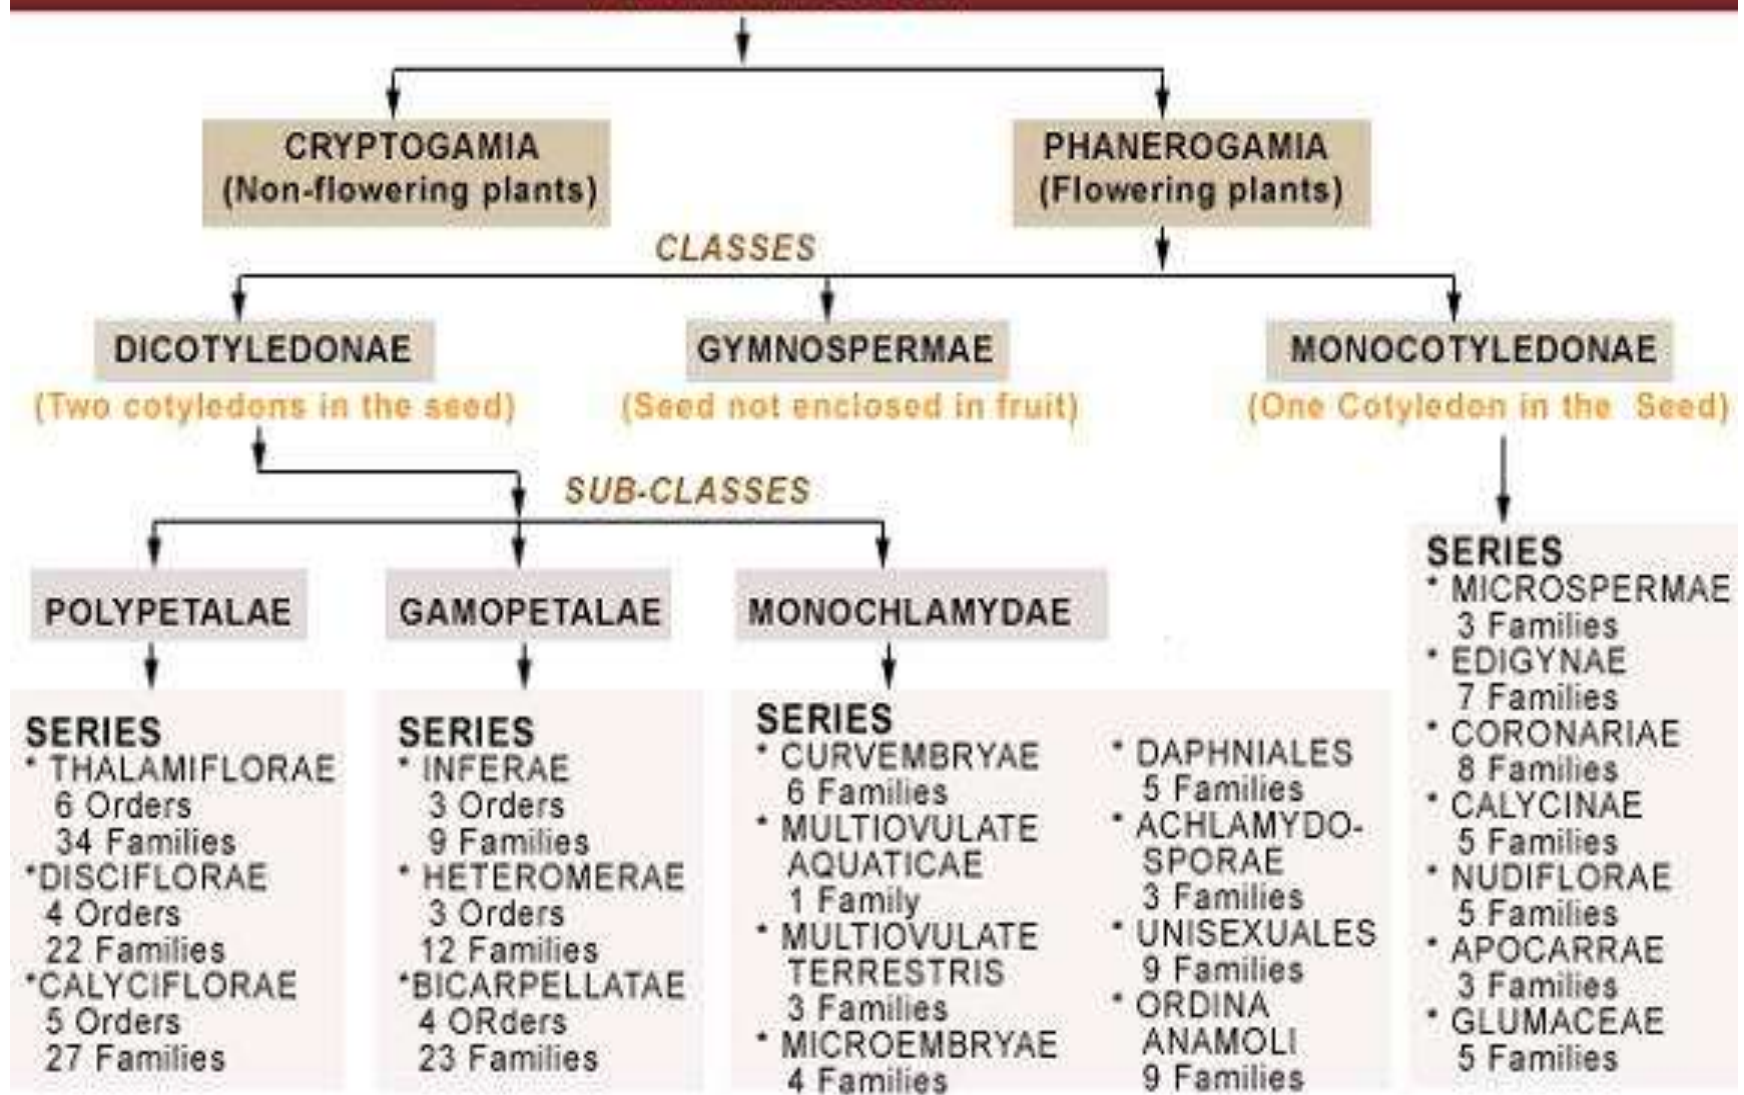 CRYPTOGAMIA
(Non-flowering plants)
PHANEROGAMIA
(Flowering plants)
CLASSES
DICOTYLEDONAE
(Two cotyledons in the seed)
GYMNOSPERMAE
(Seed not enclosed in fruit)
MONOCOTYLEDONAE
(One Cotyledon in the Seed)
SUB-CLASSES
POLYPETALAE
GAMOPETALAE
MONOCHLAMYDAE
SERIES
* THALAMIFLORAE
6 Orders
34 Families
*DISCIFLORAE
4 Orders
22 Families
*CALYCIFLORAE
5 Orders
27 Families
SERIES
* INFERAE
3 Orders
9 Families
* HETEROMERAE
3 Orders
12 Families
*BICARPELLATAE
4 ORders
23 Families
SERIES
* CURVEMBRYAE
6 Families
* MULTIOVULATE
AQUATICAE
1 Family
* MULTIOVULATE
TERRESTRIS
3 Families
* MICROEMBRYAE
4 Families
* DAPHNIALES
5 Families
* ACHLAMYDO-
SPORAE
3 Families
* UNISEXUALES
9 Families
* ORDINA
ANAMOLI
9 Families
SERIES
* MICROSPERMAE
3 Families
* EDIGYNAE
7 Families
* CORONARIAE
8 Families
* CALYCINAE
5 Families
* NUDIFLORAE
5 Families
* APOCARRAE
3 Families
* GLUMACEAE
5 Families